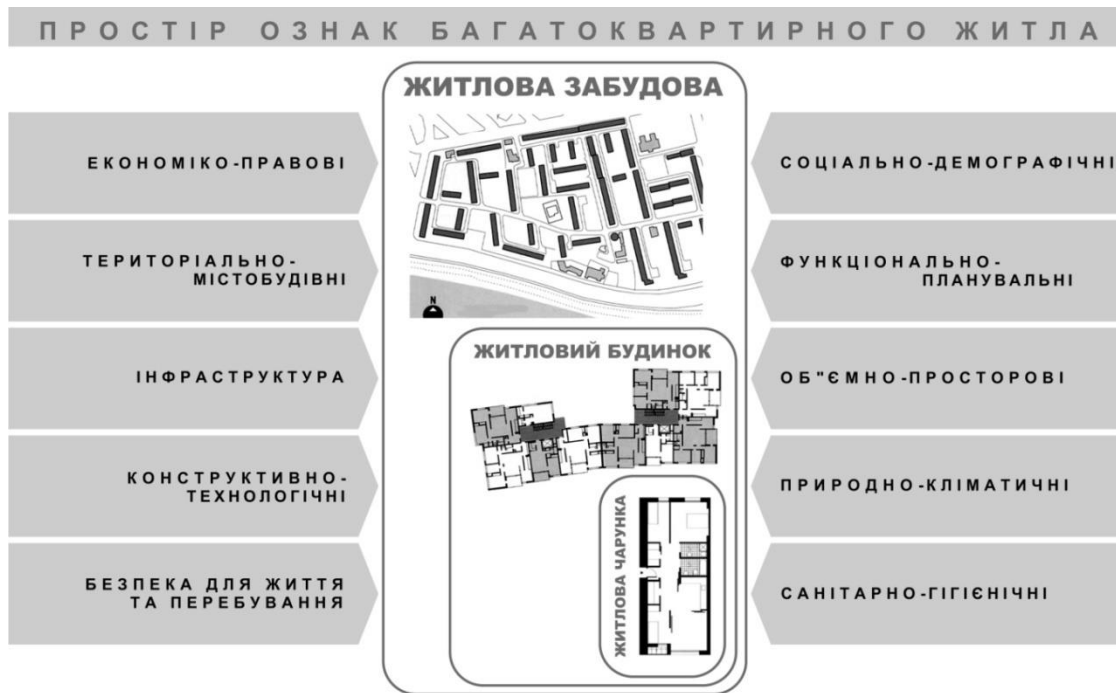 ПРОСТІР ОЗНАК БАГАТОКВАРТИРНОГО ЖИТЛА
ЖИТЛОВА ЗАБУДОВА
ЕКОНОМІКО-ПРАВОВІ
ТЕРИТОРІАЛЬНО-
МІСТОБУДІВНІ
ІНФРАСТРУКТУРА
КОНСТРУКТИВНО-
ТЕХНОЛОГІЧНІ
БЕЗПЕКА ДЛЯ ЖИТТЯ
ТА ПЕРЕБУВАННЯ
N
ЖИТЛОВИЙ БУДИНОК
ЖИТЛОВА ЧАРУНКА
СОЦІАЛЬНО-ДЕМОГРАФІЧНІ
ФУНКЦІОНАЛЬНО-
ПЛАНУВАЛЬНІ
ОБ"ЄМНО-ПРОСТОРОВІ
ПРИРОДНО-КЛІМАТИЧНІ
САНІТАРНО-ГІГІЄНІЧНІ